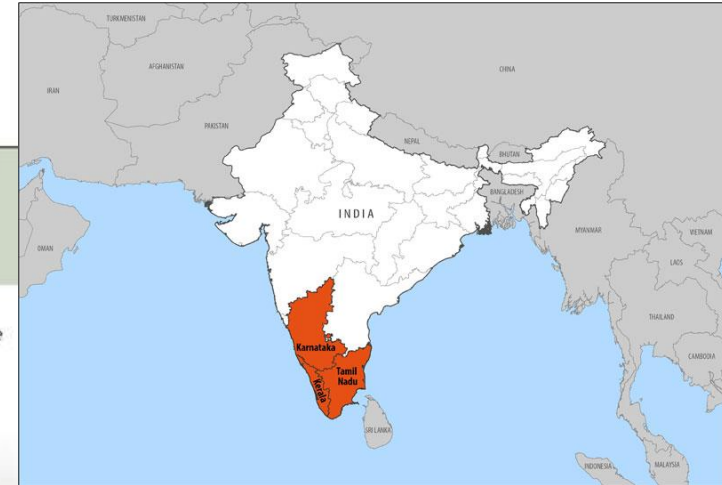 TURKMENISTAN
CHINA
AFGHANISTAN
IRAN
PAKISTAN
NEPAL
BHUTAN
BANGLADESH
INDIA
OMAN
MYANMAR
VIETNAM
LAOS
THAILAND
CAMBODIA
Karnataka
Tamil
Nadu
Kerala
SRI LANKA
INDONESIA
MALAYSIA